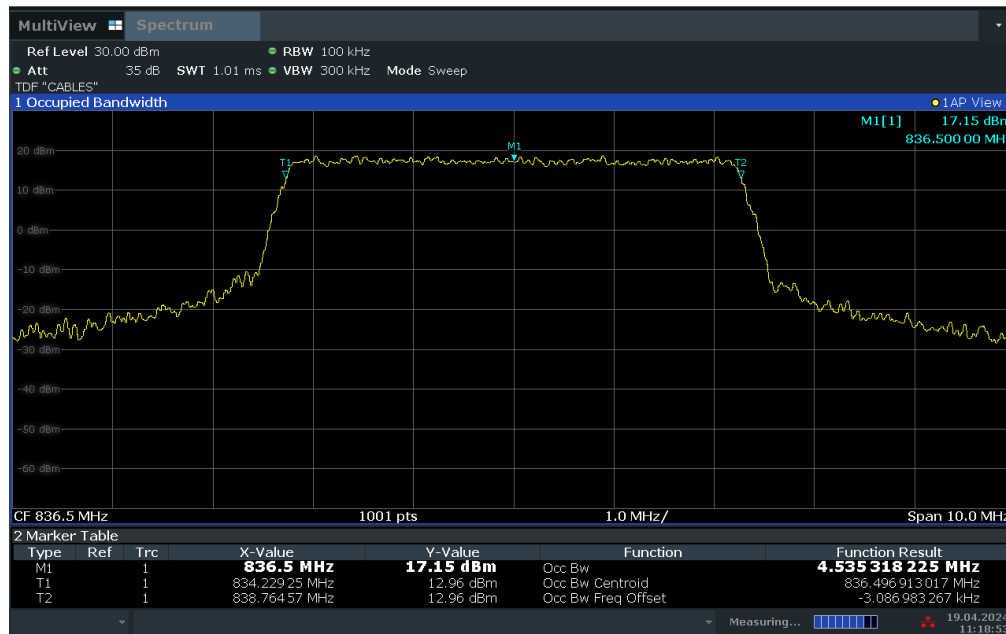 MultiView Spectrum
Ref Level 30.00 dBm RBW 100 kHz
Att 35 dB SWT 1.01 ms VBW 300 kHz Mode Sweep
TDF "CABLES"
1 Occupied Bandwidth 1AP View
M1[1] 17.15 dBm
836.500 00 MH
M1
20 dBm
T1 T2
10 dBm
0 dBm
-10 dBm
-20 dBm
-30 dBm
-40 dBm
-50 dBm
-60 dBm
CF 836.5 MHz 1001 pts 1.0 MHz/ Span 10.0 MHz
2 Marker Table
Type Ref Trc X-Value Y-Value Function Function Result
M1 1 836.5 MHz 17.15 dBm Occ Bw 4.535 318 225 MHz
T1 1 834.229 25 MHz 12.96 dBm Occ Bw Centroid 836.496 913 017 MHz
T2 1 838.764 57 MHz 12.96 dBm Occ Bw Freq Offset -3.086 983 267 kHz
Measuring... 19.04.2024
11:18:53